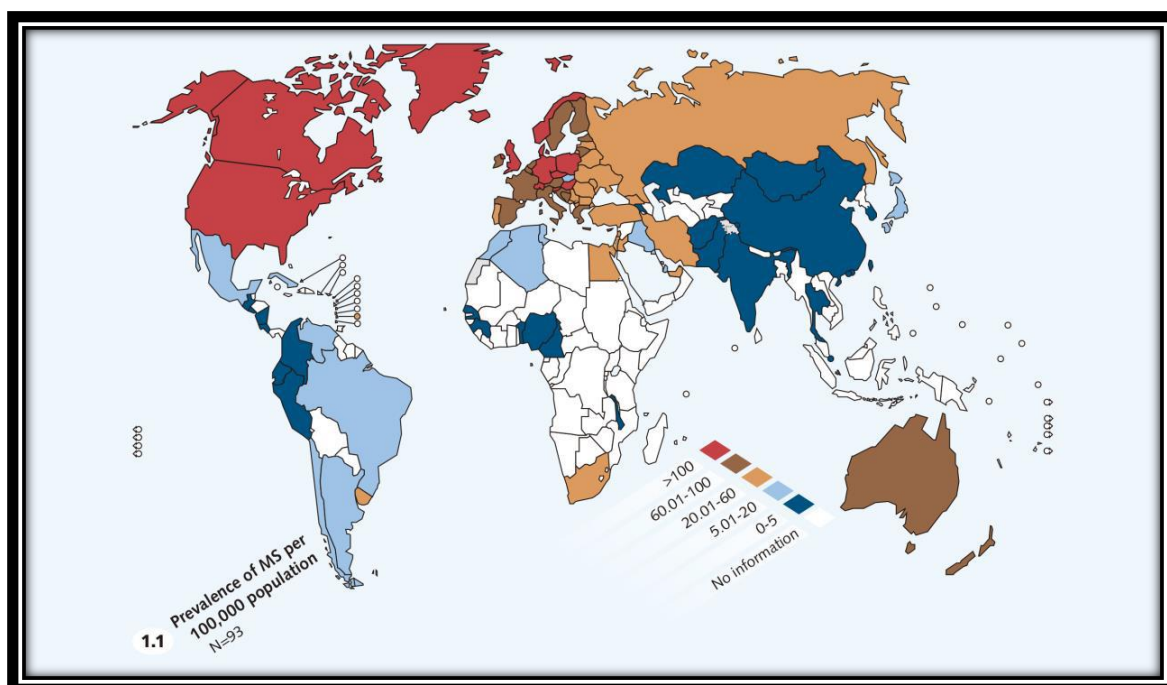 >100
60.01-100
20.01-60
5.01-20
0-5
No information
1.1 Prevalence of MS per
100,000 population
N=93